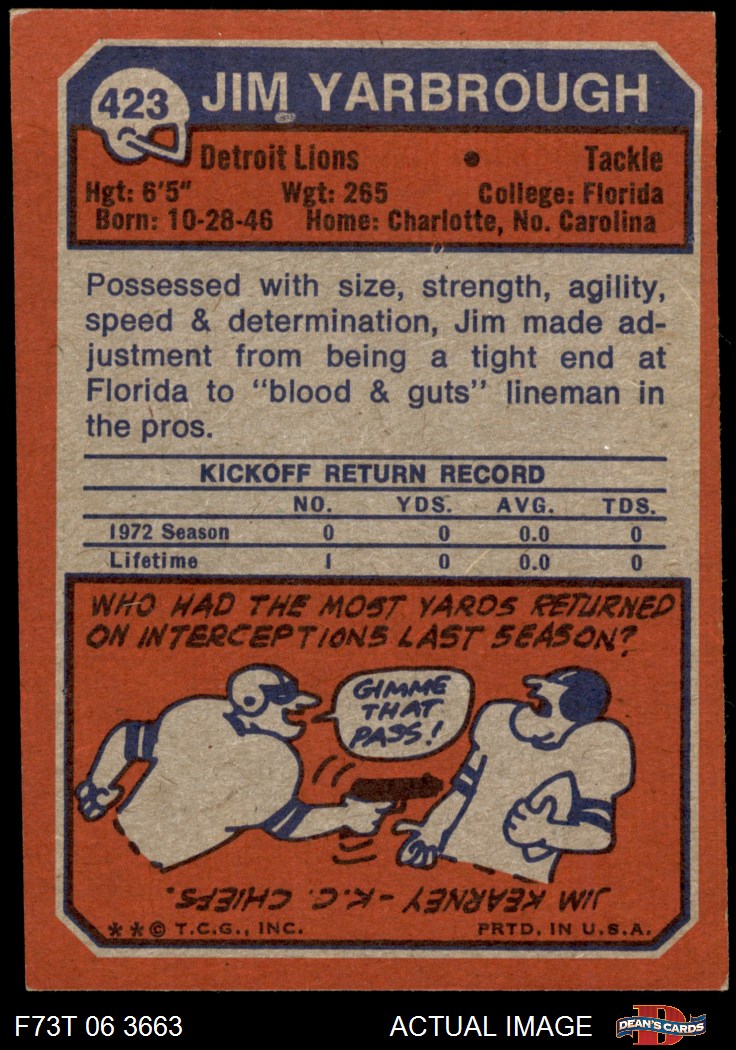 423 JIM YARBROUGH
Detroit Lions • Tackle
Hgt: 6'5" Wgt: 265 College: Florida
Born: 10-28-46 Home: Charlotte, No. Carolina
Possessed with size, strength, agility,
speed & determination, Jim made ad-
justment from being a tight end at
Florida to "blood & guts" lineman in
the pros.
KICKOFF RETURN RECORD
NO. YDS. AVG. TDS.
1972 Season 0 0 0.0 0
Lifetime 1 0 0.0 0
WHO HAD THE MOST YARDS RETURNED
ON INTERCEPTIONS LAST SEASON?
GIMME
THAT
PASS!
JIM KEARNEY - K.C. CHIEFS.
**© T.C.G., INC. PRTD. IN U.S.A.
F73T 06 3663 ACTUAL IMAGE D DEAN'S CARDS